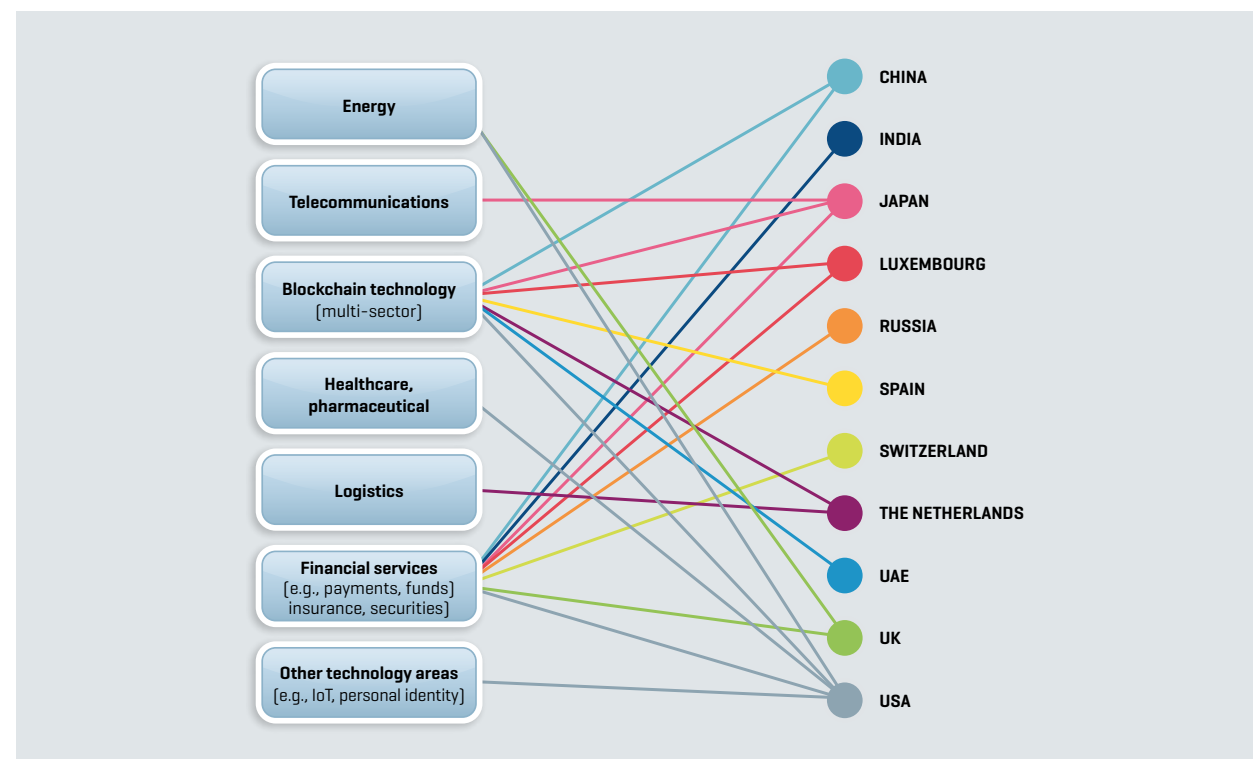 Energy
Telecommunications
Blockchain technology
(multi-sector)
Healthcare,
pharmaceutical
Logistics
Financial services
(e.g., payments, funds)
insurance, securities)
Other technology areas
(e.g., IoT, personal identity)
CHINA
INDIA
JAPAN
LUXEMBOURG
RUSSIA
SPAIN
SWITZERLAND
THE NETHERLANDS
UAE
UK
USA